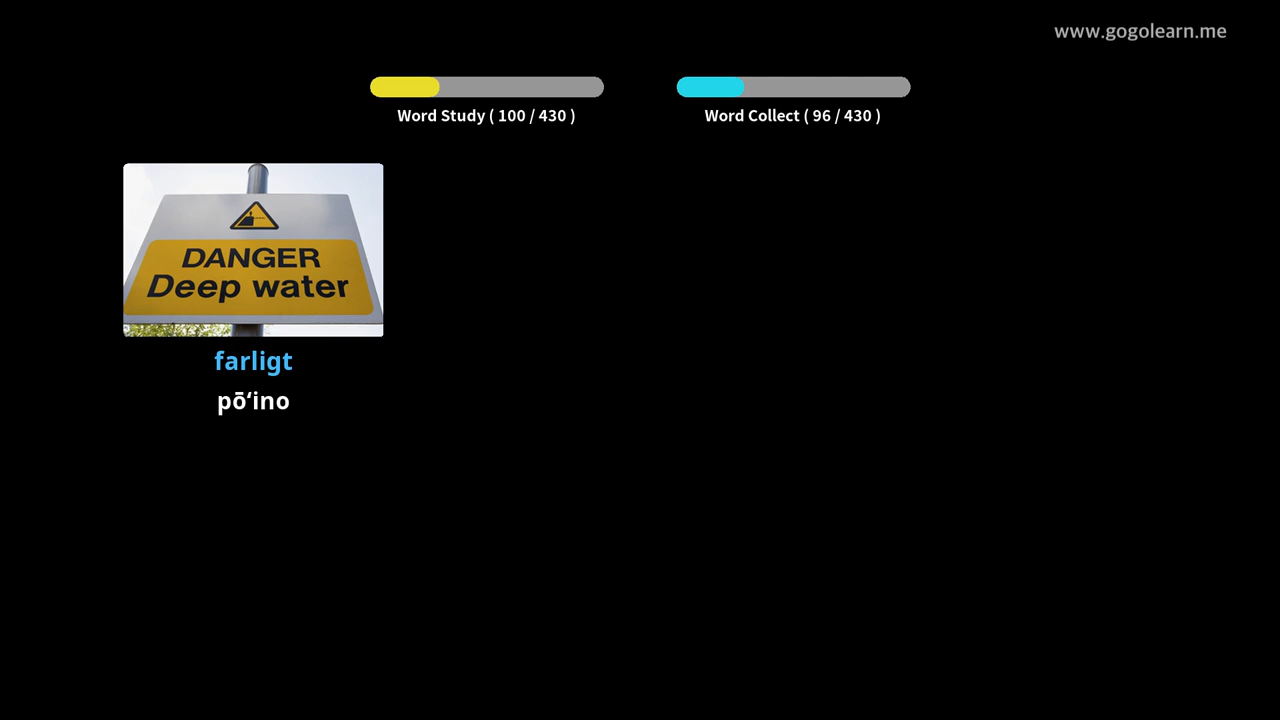 www.gogolearn.me
Word Study ( 100 / 430 )
Word Collect ( 96 / 430 )
DANGER
Deep water
farligt
pōʻino